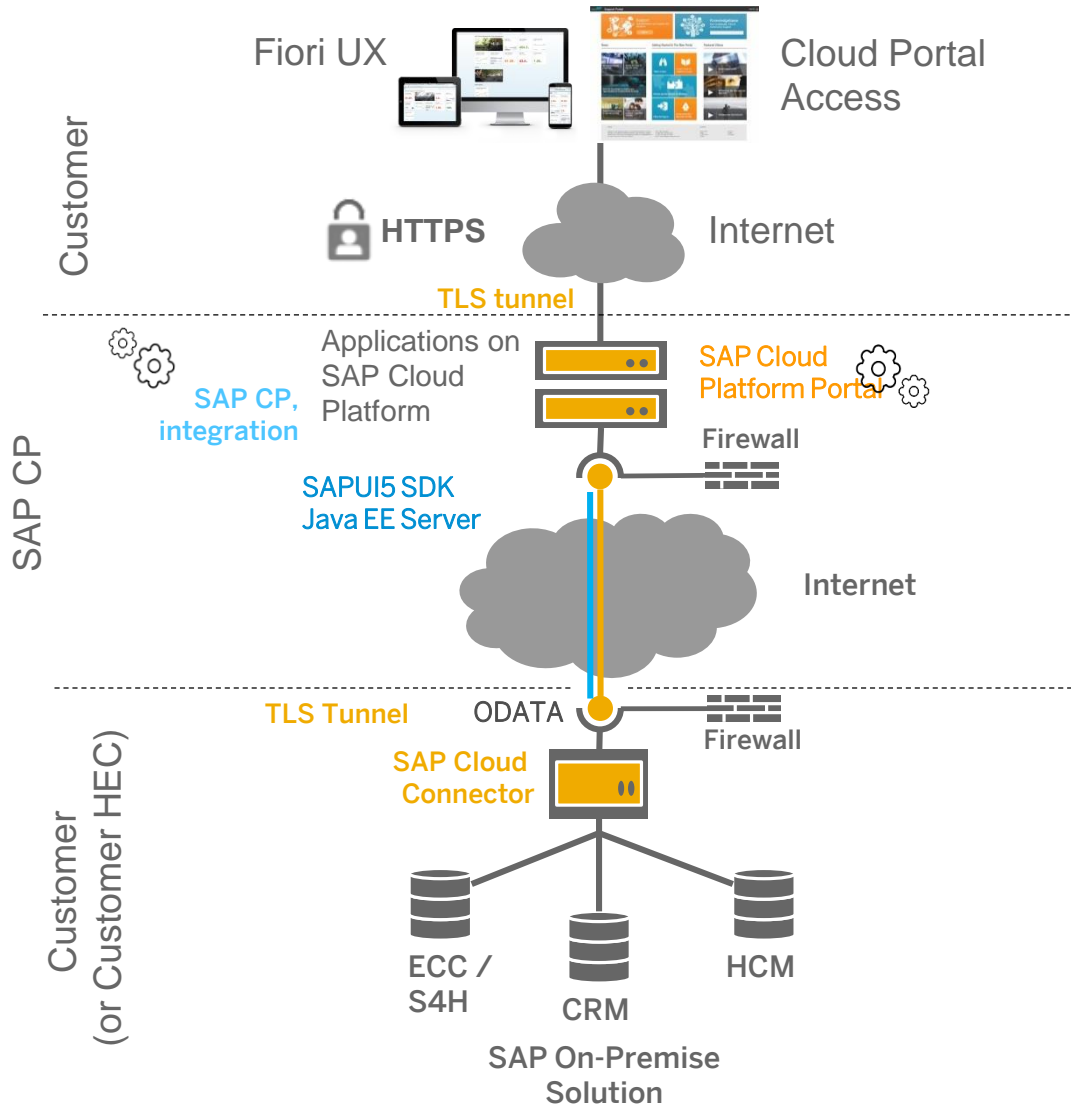 Fiori UX
Cloud Portal
Access
Customer
HTTPS
Internet
TLS tunnel
Applications on
SAP Cloud
Platform
SAP Cloud
Platform Portal
SAP CP,
integration
Firewall
SAP CP
SAPUI5 SDK
Java EE Server
Internet
TLS Tunnel
ODATA
Firewall
SAP Cloud
Connector
Customer
(or Customer HEC)
ECC /
S4H
CRM
HCM
SAP On-Premise
Solution